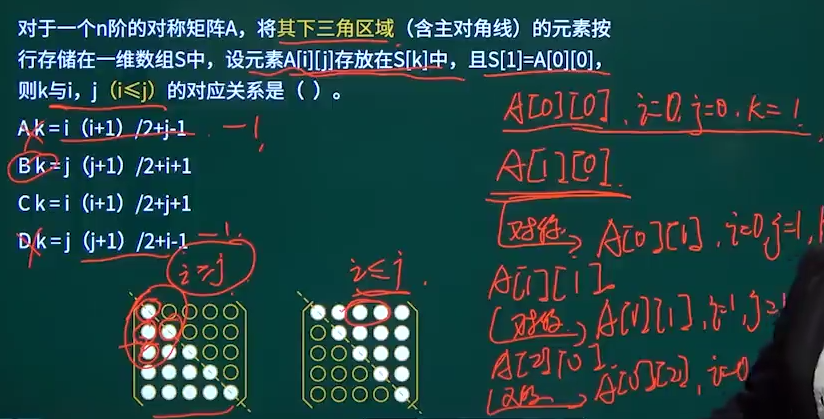 对于一个n阶的对称矩阵A，将其下三角区域（含主对角线）的元素按
行存储在一维数组S中，设元素A[i][j]存放在S[k]中，且S[1]=A[0][0]，
则k与i，j（i≤j）的对应关系是（ ）。
A k = i（i+1）/2+j-1
-1
B k = j（j+1）/2+i+1
C k = i（i+1）/2+j+1
D k = j（j+1）/2+i-1
-1
i≥j
i≤j
A[0][0]，i=0，j=0，k=1
A[1][0]
对称 A[0][1]，i=0，j=1，
A[1][1]
对称 A[1][1]，i=1，j=1
A[2][0]
对称 A[0][2]，i=0